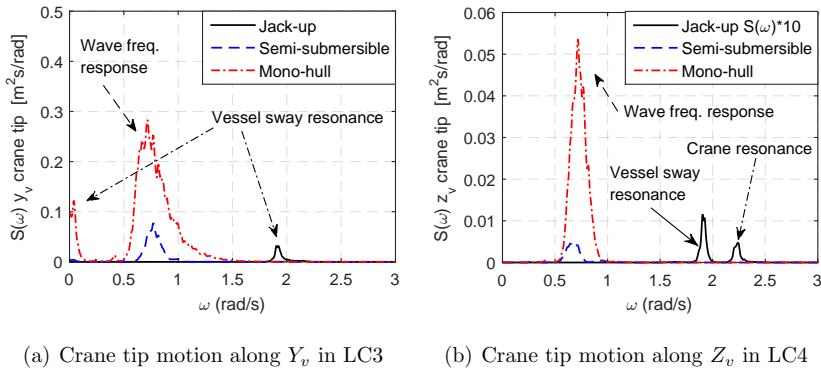 0.5
0.4
0.3
0.2
0.1
0
S(ω) y_v crane tip [m²s/rad]
Wave freq.
response
Jack-up
Semi-submersible
Mono-hull
Vessel sway resonance
0 0.5 1 1.5 2 2.5 3
ω (rad/s)
(a) Crane tip motion along Y_v in LC3
0.06
0.05
0.04
0.03
0.02
0.01
0
S(ω) z_v crane tip [m²s/rad]
Jack-up S(ω)*10
Semi-submersible
Mono-hull
Wave freq. response
Crane resonance
Vessel sway
resonance
0 0.5 1 1.5 2 2.5 3
ω (rad/s)
(b) Crane tip motion along Z_v in LC4